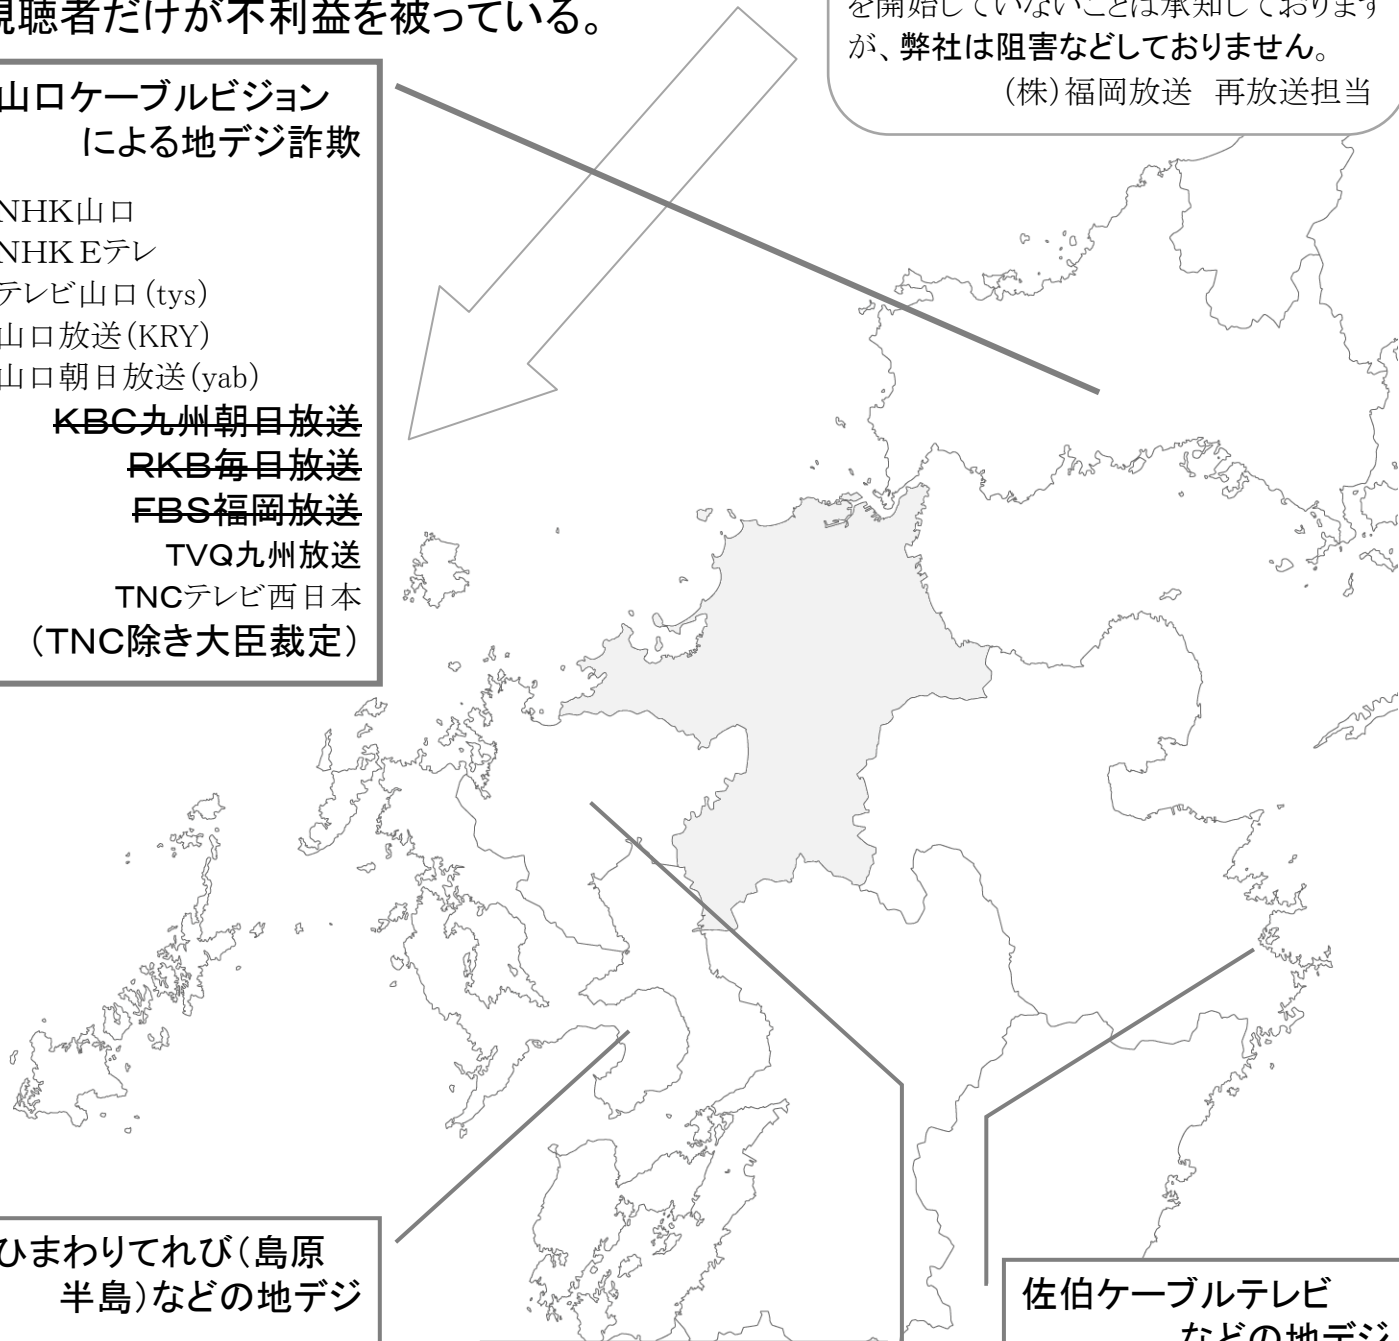 視聴者だけが不利益を被っている。
を開始していないことは承知しております
が、弊社は阻害などしておりません。
(株)福岡放送　再放送担当
山口ケーブルビジョン
による地デジ詐欺
NHK山口
NHK Eテレ
テレビ山口(tys)
山口放送(KRY)
山口朝日放送(yab)
KBC九州朝日放送
RKB毎日放送
FBS福岡放送
TVQ九州放送
TNCテレビ西日本
(TNC除き大臣裁定)
ひまわりてれび(島原
半島)などの地デジ
佐伯ケーブルテレビ
などの地デジ